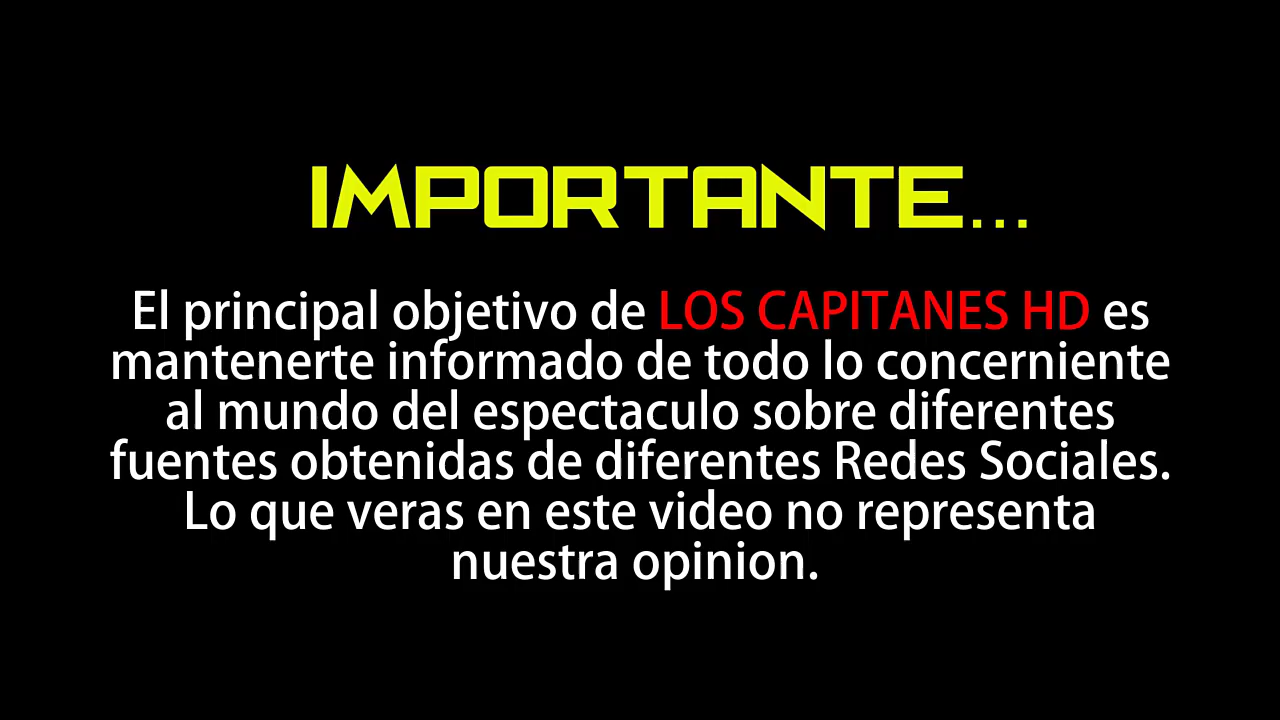 IMPORTANTE...
El principal objetivo de LOS CAPITANES HD es
mantenerte informado de todo lo concerniente
al mundo del espectaculo sobre diferentes
fuentes obtenidas de diferentes Redes Sociales.
Lo que veras en este video no representa
nuestra opinion.